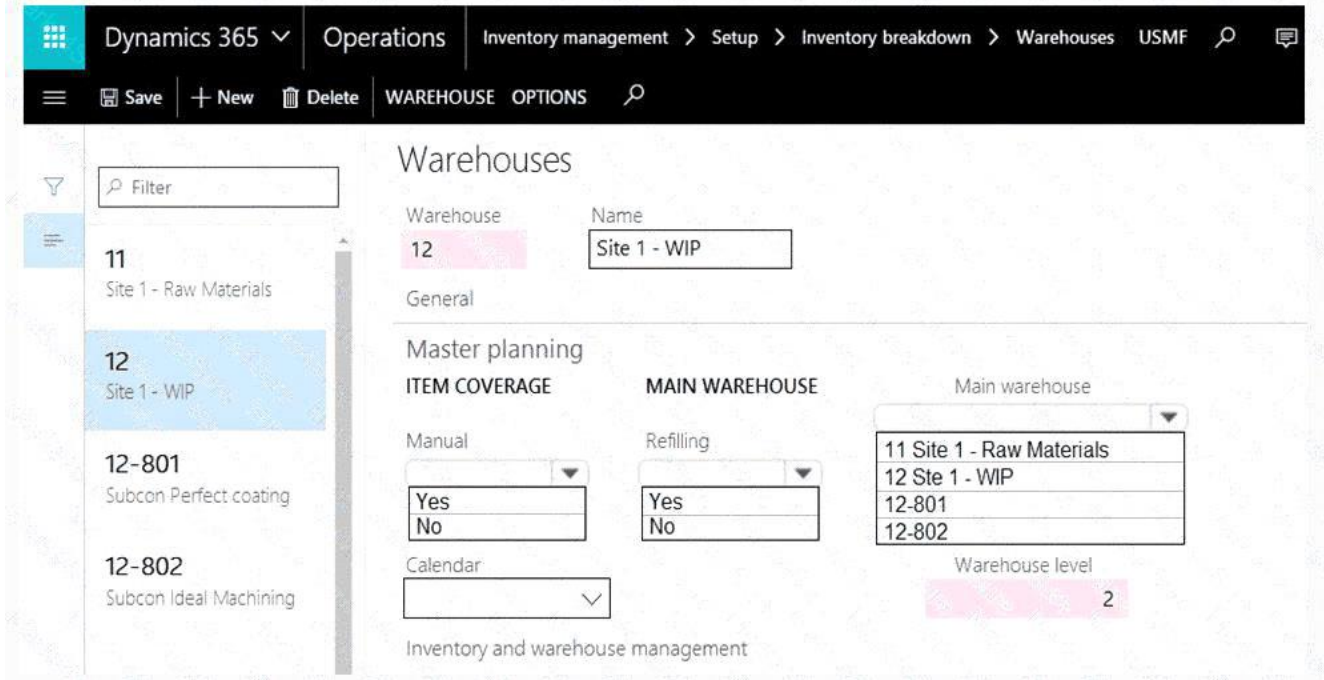 Dynamics 365 Operations Inventory management > Setup > Inventory breakdown > Warehouses USMF
Save + New Delete WAREHOUSE OPTIONS
Filter
11
Site 1 - Raw Materials
12
Site 1 - WIP
12-801
Subcon Perfect coating
12-802
Subcon Ideal Machining
Warehouses
Warehouse Name
12 Site 1 - WIP
General
Master planning
ITEM COVERAGE MAIN WAREHOUSE Main warehouse
Manual Refilling
11 Site 1 - Raw Materials
12 Ste 1 - WIP
12-801
12-802
Yes Yes
No No
Calendar Warehouse level
2
Inventory and warehouse management